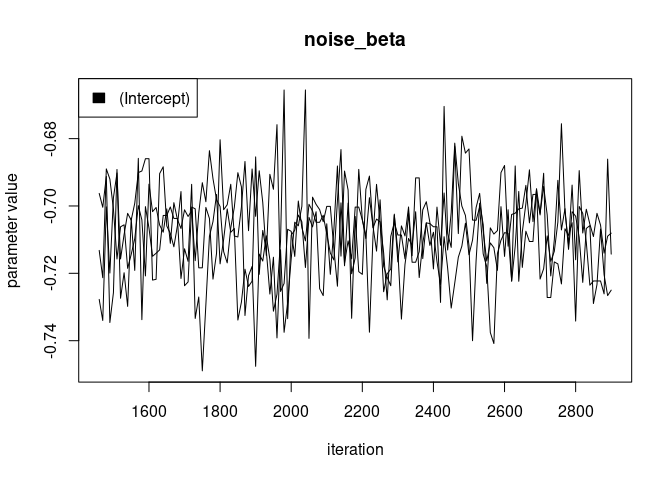 noise_beta
(Intercept)
parameter value
-0.68
-0.70
-0.72
-0.74
1600 1800 2000 2200 2400 2600 2800
iteration